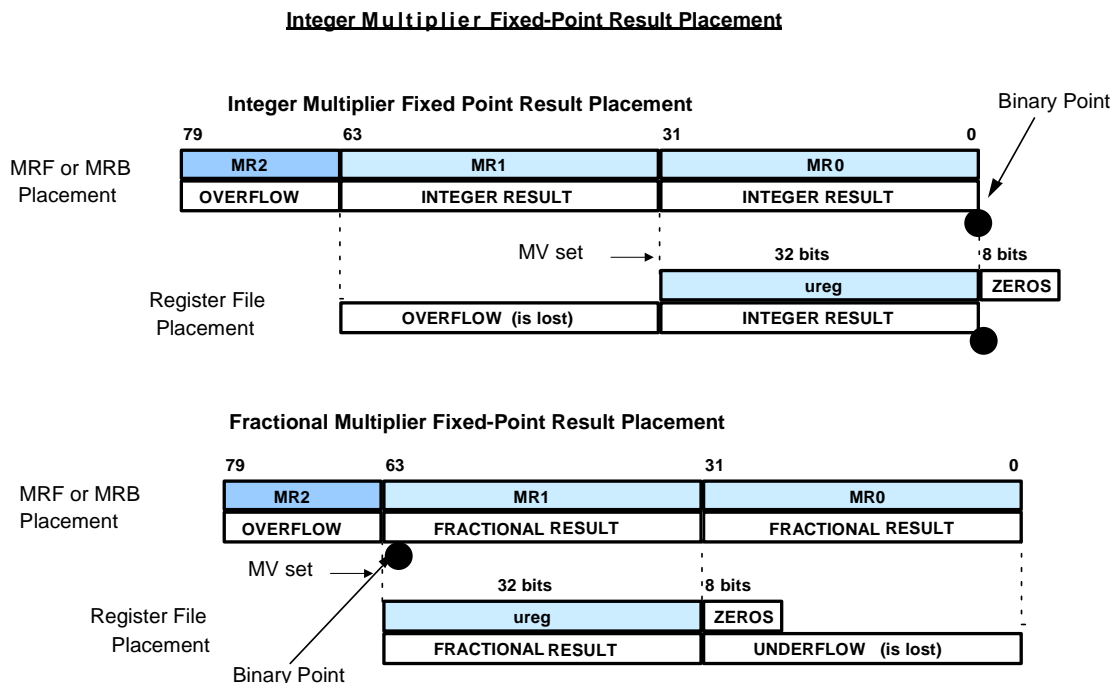 Integer Multiplier Fixed-Point Result Placement
Integer Multiplier Fixed Point Result Placement
Binary Point
79 63 31 0
MRF or MRB
Placement
MR2 MR1 MR0
OVERFLOW INTEGER RESULT INTEGER RESULT
MV set
32 bits 8 bits
Register File
Placement
ureg ZEROS
OVERFLOW (is lost) INTEGER RESULT
Fractional Multiplier Fixed-Point Result Placement
79 63 31 0
MRF or MRB
Placement
MR2 MR1 MR0
OVERFLOW FRACTIONAL RESULT FRACTIONAL RESULT
MV set
32 bits 8 bits
Register File
Placement
ureg ZEROS
FRACTIONAL RESULT UNDERFLOW (is lost)
Binary Point